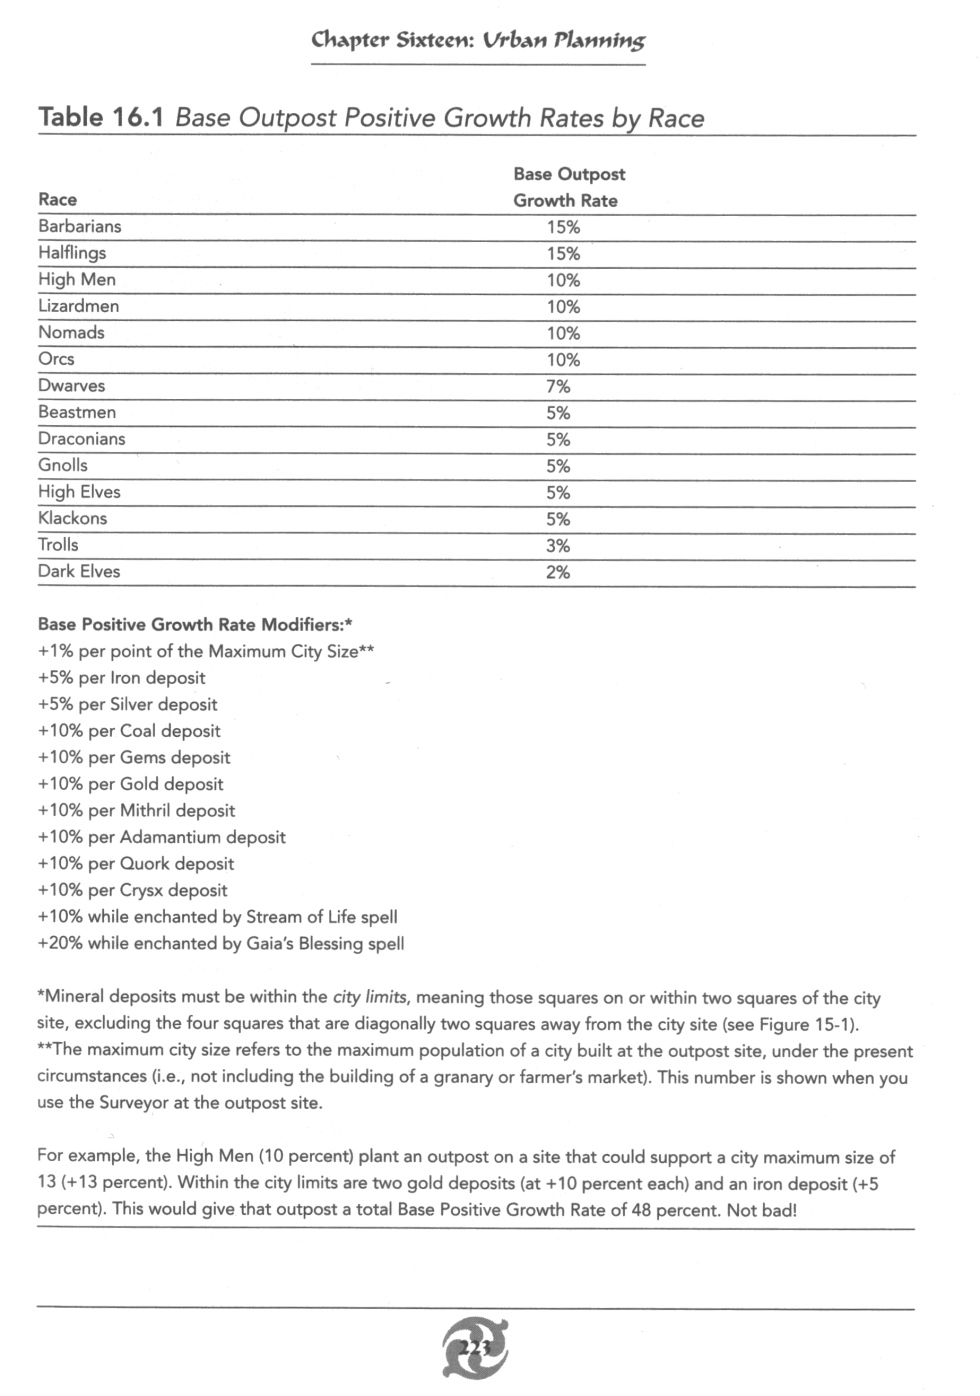 Chapter Sixteen: Urban Planning
Table 16.1 Base Outpost Positive Growth Rates by Race
Base Outpost
Race Growth Rate
Barbarians 15%
Halflings 15%
High Men 10%
Lizardmen 10%
Nomads 10%
Orcs 10%
Dwarves 7%
Beastmen 5%
Draconians 5%
Gnolls 5%
High Elves 5%
Klackons 5%
Trolls 3%
Dark Elves 2%
Base Positive Growth Rate Modifiers:*
+1% per point of the Maximum City Size**
+5% per Iron deposit
+5% per Silver deposit
+10% per Coal deposit
+10% per Gems deposit
+10% per Gold deposit
+10% per Mithril deposit
+10% per Adamantium deposit
+10% per Quork deposit
+10% per Crysx deposit
+10% while enchanted by Stream of Life spell
+20% while enchanted by Gaia's Blessing spell
*Mineral deposits must be within the city limits, meaning those squares on or within two squares of the city
site, excluding the four squares that are diagonally two squares away from the city site (see Figure 15-1).
**The maximum city size refers to the maximum population of a city built at the outpost site, under the present
circumstances (i.e., not including the building of a granary or farmer's market). This number is shown when you
use the Surveyor at the outpost site.
For example, the High Men (10 percent) plant an outpost on a site that could support a city maximum size of
13 (+13 percent). Within the city limits are two gold deposits (at +10 percent each) and an iron deposit (+5
percent). This would give that outpost a total Base Positive Growth Rate of 48 percent. Not bad!
223